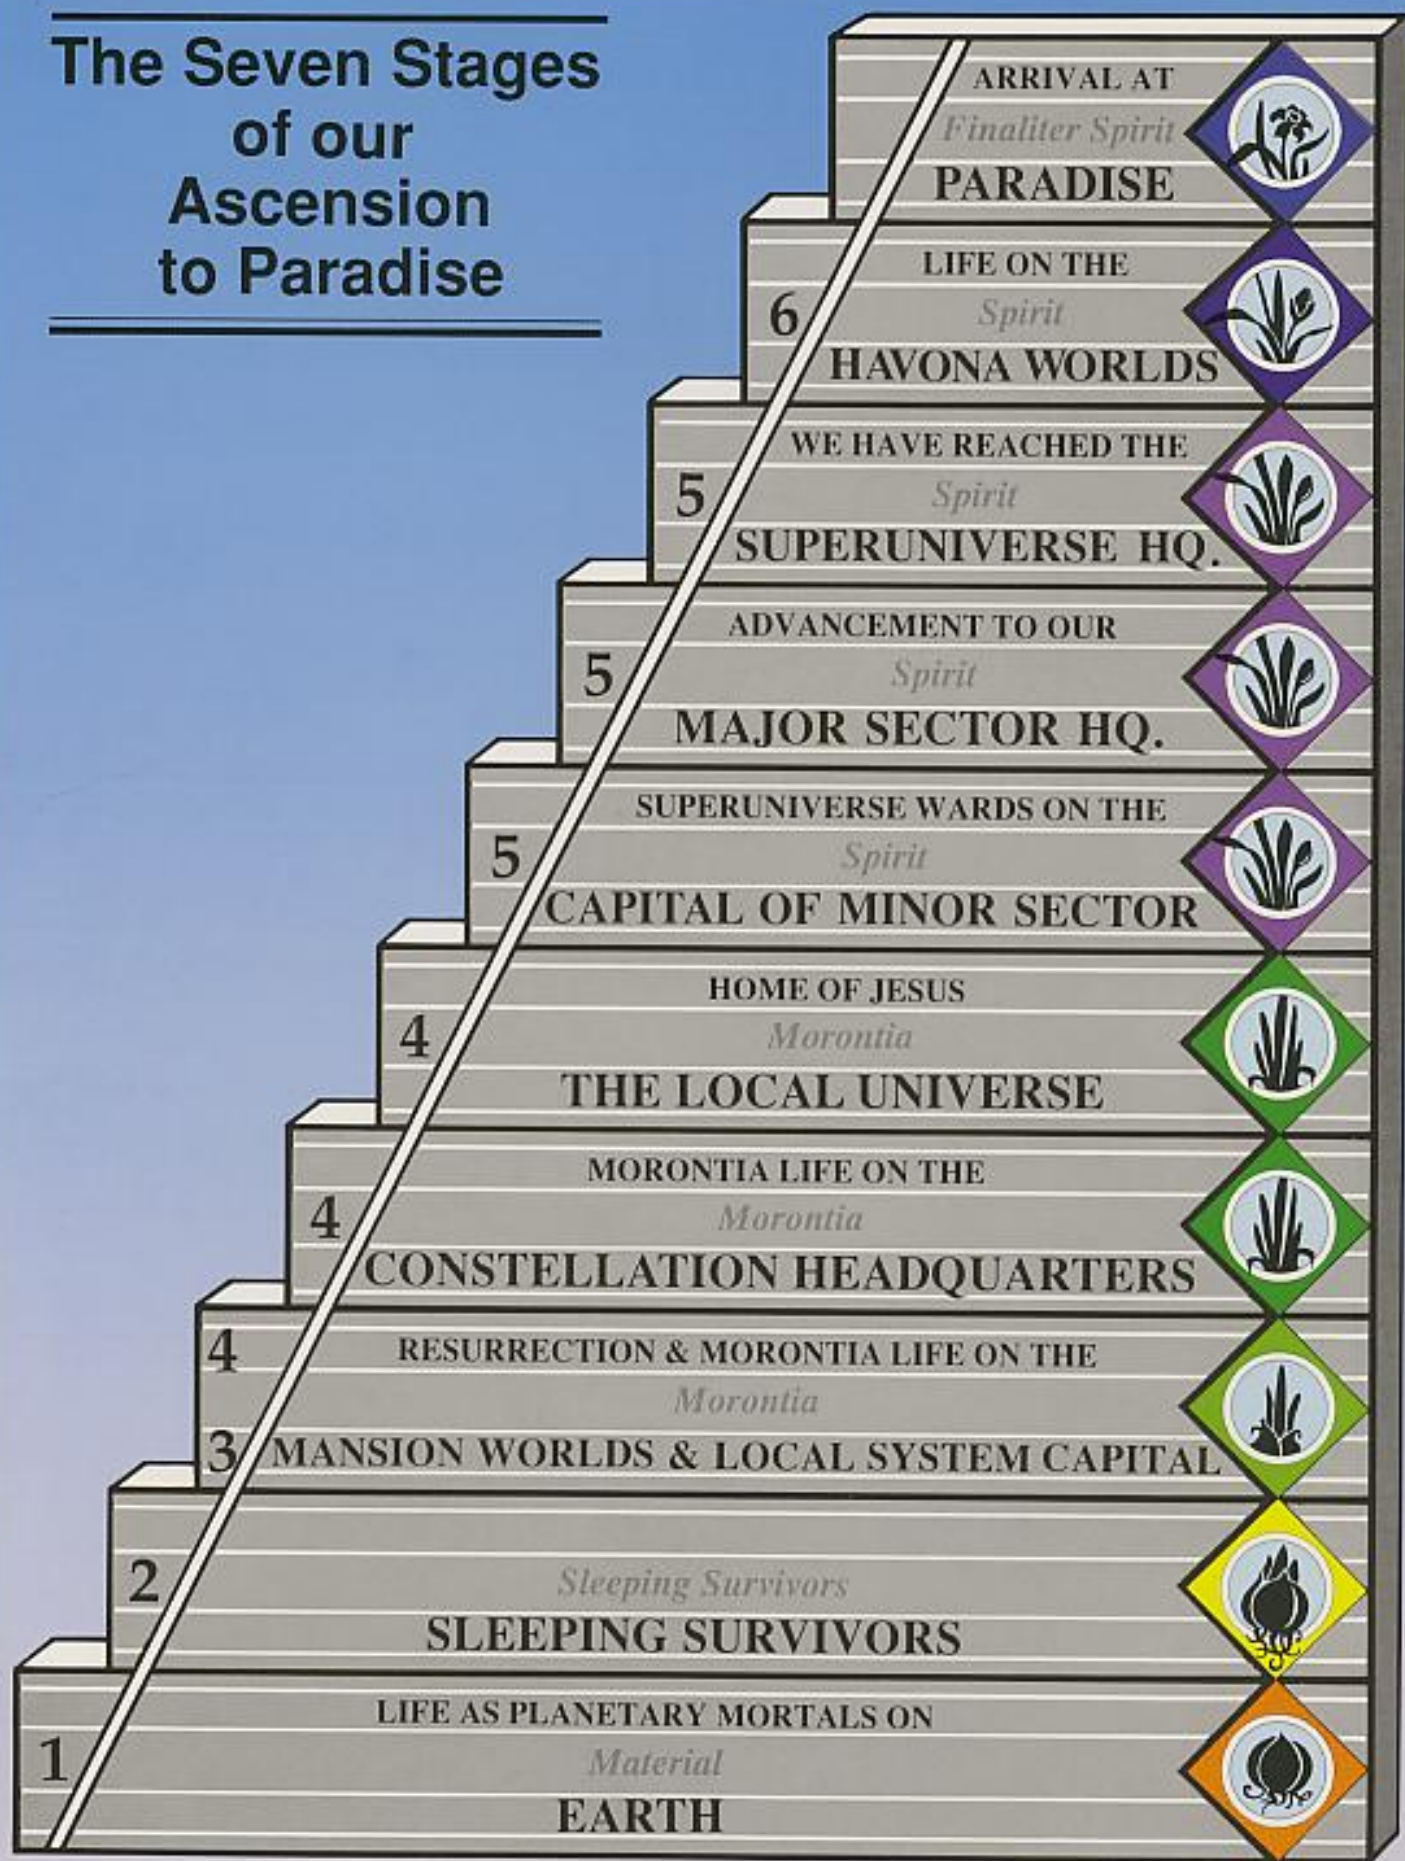 The Seven Stages
of our
Ascension
to Paradise
ARRIVAL AT
Finaliter Spirit
PARADISE
LIFE ON THE
6
Spirit
HAVONA WORLDS
WE HAVE REACHED THE
5
Spirit
SUPERUNIVERSE HQ.
ADVANCEMENT TO OUR
5
Spirit
MAJOR SECTOR HQ.
SUPERUNIVERSE WARDS ON THE
5
Spirit
CAPITAL OF MINOR SECTOR
HOME OF JESUS
4
Morontia
THE LOCAL UNIVERSE
MORONTIA LIFE ON THE
4
Morontia
CONSTELLATION HEADQUARTERS
4
RESURRECTION & MORONTIA LIFE ON THE
Morontia
3
MANSION WORLDS & LOCAL SYSTEM CAPITAL
2
Sleeping Survivors
SLEEPING SURVIVORS
LIFE AS PLANETARY MORTALS ON
1
Material
EARTH